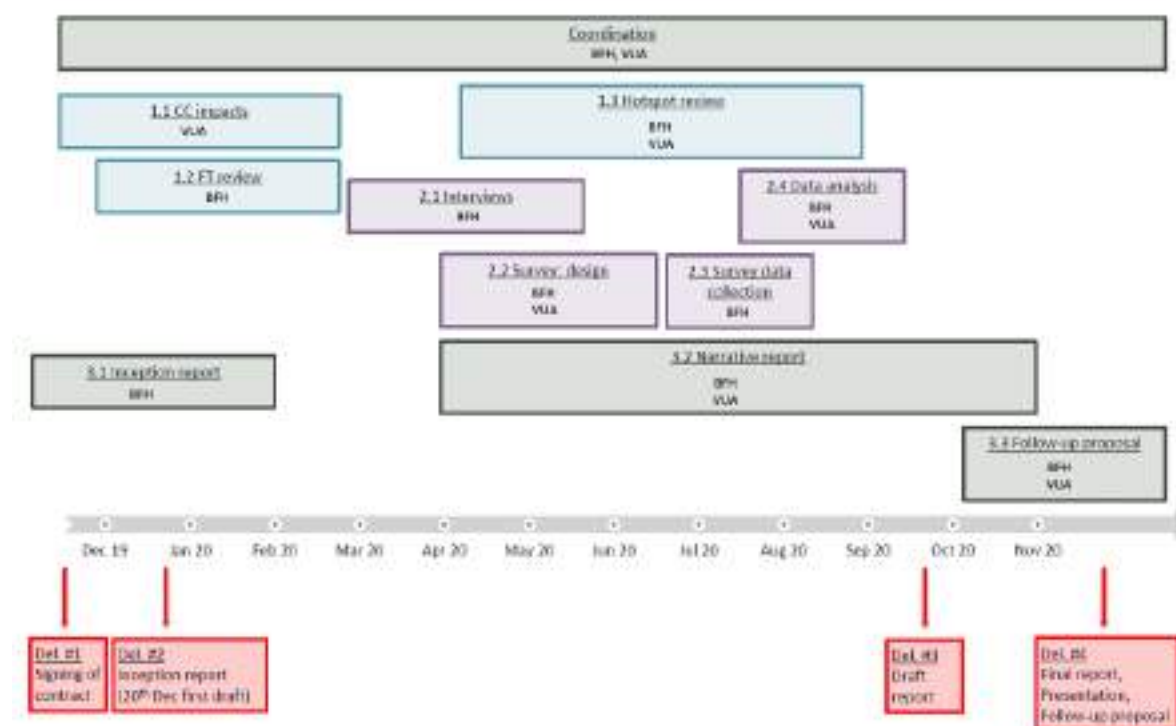 Coordination
BFH, VUA
1.1 CC impacts
VUA
1.3 Hotspot review
BFH
VUA
1.2 FT review
BFH
2.1 Interviews
BFH
2.4 Data analysis
BFH
VUA
2.2 Survey: design
BFH
VUA
2.3 Survey data
collection
BFH
3.1 Inception report
BFH
3.2 Narrative report
BFH
VUA
3.3 Follow-up proposal
BFH
VUA
Dec 19 Jan 20 Feb 20 Mar 20 Apr 20 May 20 Jun 20 Jul 20 Aug 20 Sep 20 Oct 20 Nov 20
Del. #1
Signing of
contract
Del. #2
Inception report
(20th Dec first draft)
Del. #3
Draft
report
Del.
Final report,
Presentation,
Follow-up proposal